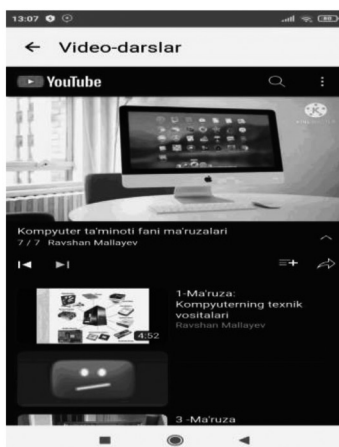 13:07
← Video-darslar
YouTube
Kompyuter ta'minoti fani ma'ruzalari
7 / 7 Ravshan Mallayev
1-Ma'ruza:
Kompyuterning texnik
vositalari
Ravshan Mallayev
4:52
3 -Ma'ruza